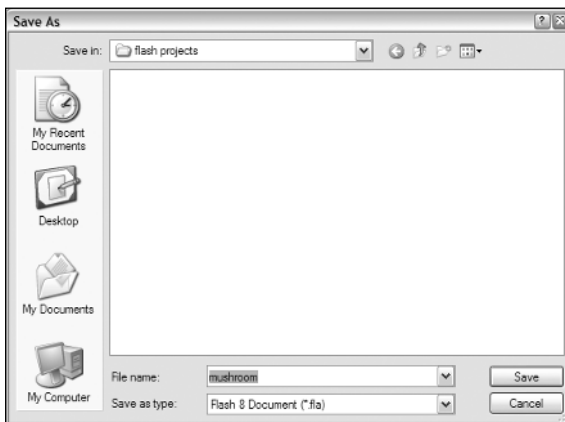 Save As
Save in: flash projects
My Recent
Documents
Desktop
My Documents
My Computer
File name: mushroom
Save as type: Flash 8 Document (*.fla)
Save
Cancel